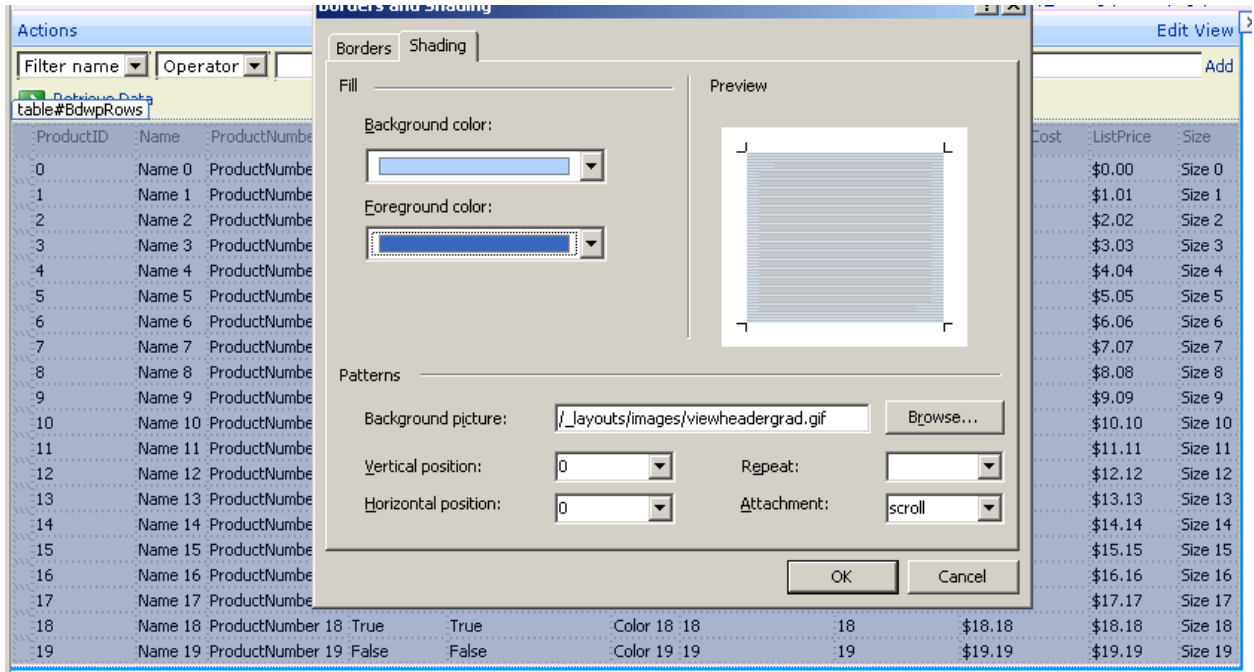 Borders and Shading
Actions
Edit View
Filter name
Operator
Add
Retrieve Data
table#BdwpRows
Borders
Shading
Fill
Background color:
Foreground color:
Preview
Patterns
Background picture:
/_layouts/images/viewheadergrad.gif
Browse...
Vertical position:
0
Repeat:
Horizontal position:
0
Attachment:
scroll
OK
Cancel
ProductID Name ProductNumbe Cost ListPrice Size
0 Name 0 ProductNumbe $0.00 Size 0
1 Name 1 ProductNumbe $1.01 Size 1
2 Name 2 ProductNumbe $2.02 Size 2
3 Name 3 ProductNumbe $3.03 Size 3
4 Name 4 ProductNumbe $4.04 Size 4
5 Name 5 ProductNumbe $5.05 Size 5
6 Name 6 ProductNumbe $6.06 Size 6
7 Name 7 ProductNumbe $7.07 Size 7
8 Name 8 ProductNumbe $8.08 Size 8
9 Name 9 ProductNumbe $9.09 Size 9
10 Name 10 ProductNumbe $10.10 Size 10
11 Name 11 ProductNumbe $11.11 Size 11
12 Name 12 ProductNumbe $12.12 Size 12
13 Name 13 ProductNumbe $13.13 Size 13
14 Name 14 ProductNumbe $14.14 Size 14
15 Name 15 ProductNumbe $15.15 Size 15
16 Name 16 ProductNumbe $16.16 Size 16
17 Name 17 ProductNumbe $17.17 Size 17
18 Name 18 ProductNumber 18 True True Color 18 18 18 $18.18 $18.18 Size 18
19 Name 19 ProductNumber 19 False False Color 19 19 19 $19.19 $19.19 Size 19